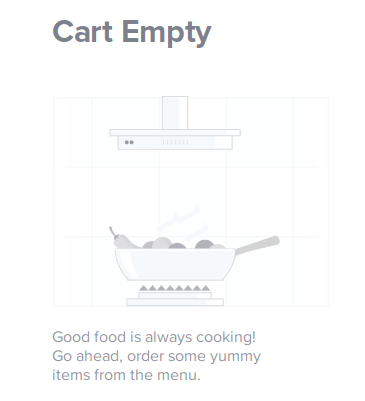 Cart Empty
Good food is always cooking!
Go ahead, order some yummy
items from the menu.